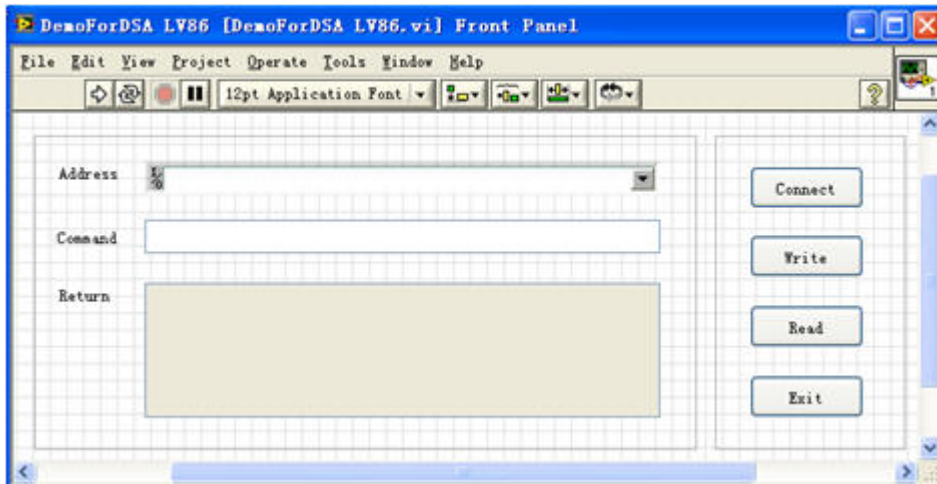 DemoForDSA LV86 [DemoForDSA LV86.vi] Front Panel
File Edit View Project Operate Tools Window Help
12pt Application Font
Address
Command
Return
Connect
Write
Read
Exit